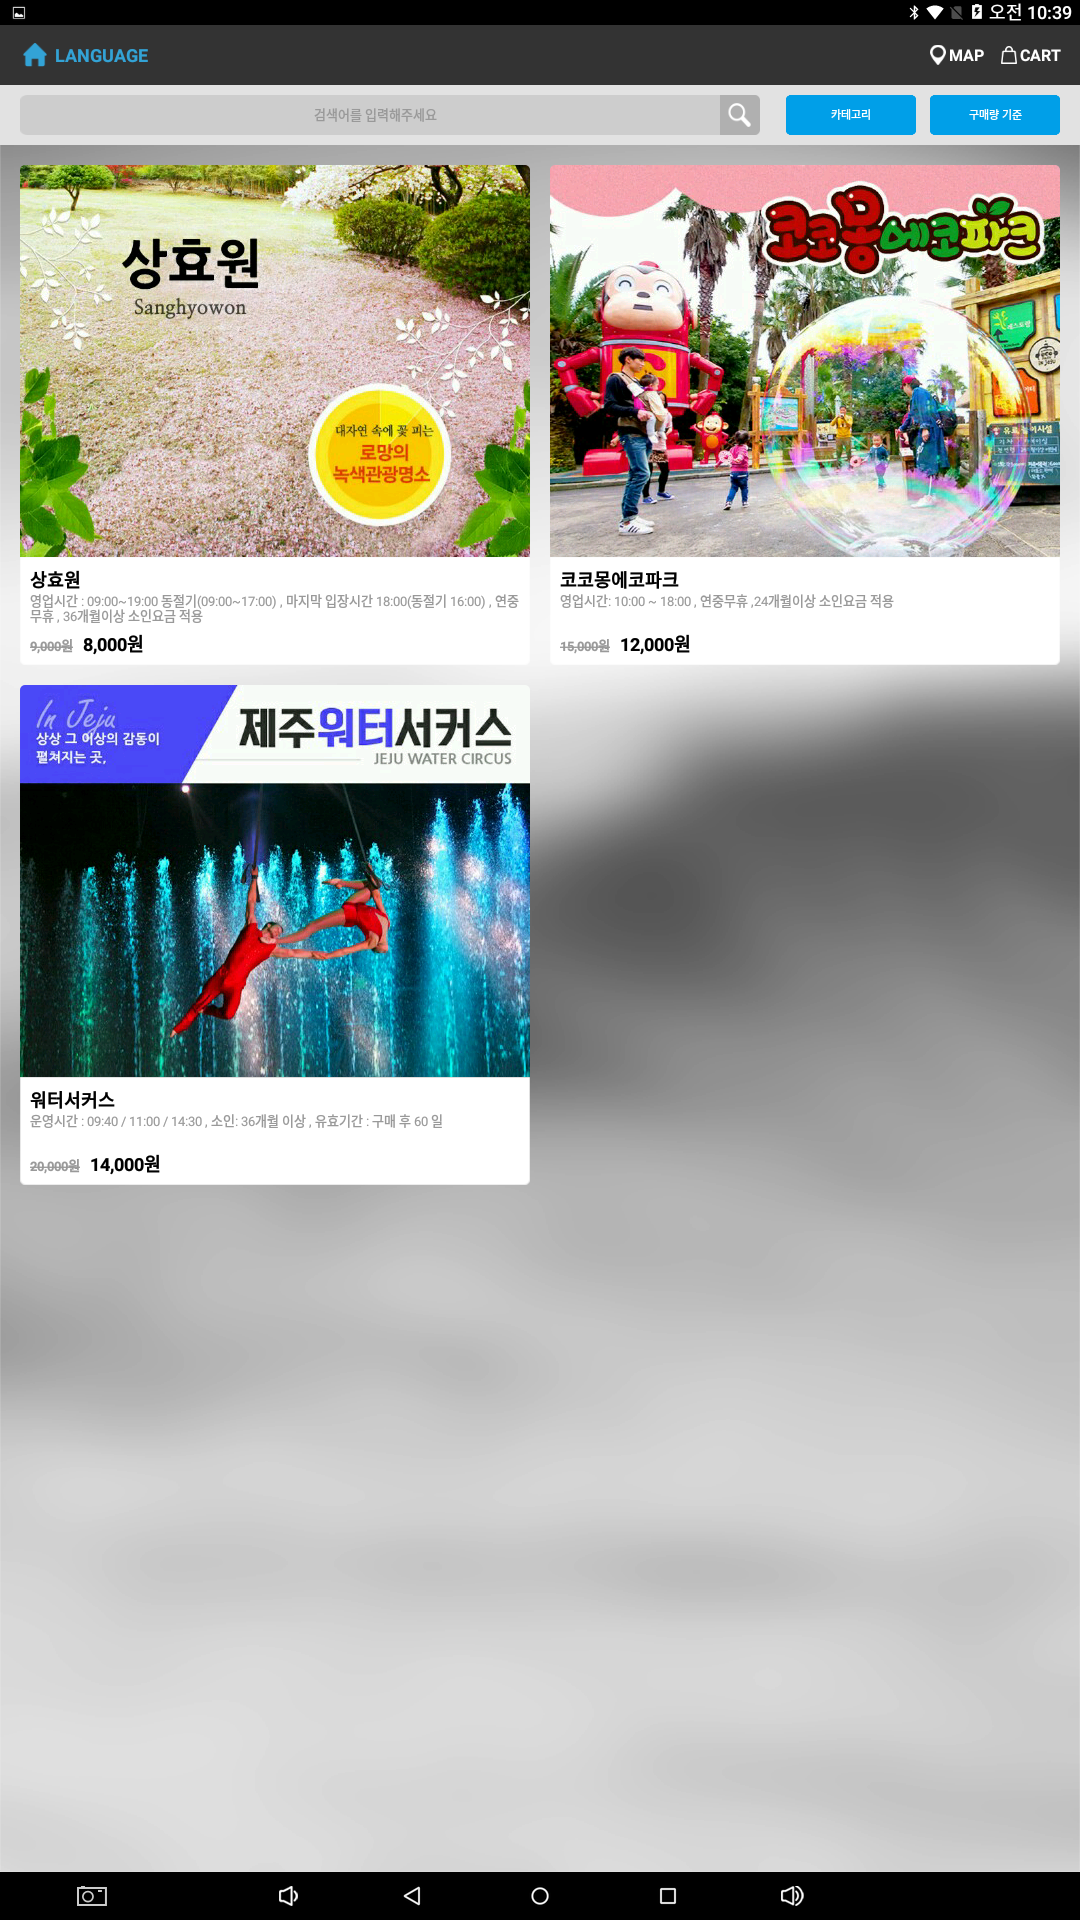 오전 10:39
LANGUAGE
MAP
CART
검색어를 입력해주세요
카테고리
구매량 기준
상효원
Sanghyowon
대자연 속에 꽃 피는
로망의
녹색관광명소
상효원
영업시간 : 09:00~19:00 동절기(09:00~17:00) , 마지막 입장시간 18:00(동절기 16:00) , 연중
무휴 , 36개월이상 소인요금 적용
9,000원 8,000원
코코몽에코파크
코코몽에코파크
영업시간: 10:00 ~ 18:00 , 연중무휴 ,24개월이상 소인요금 적용
15,000원 12,000원
In Jeju
상상 그 이상의 감동이
펼쳐지는 곳,
제주워터서커스
JEJU WATER CIRCUS
워터서커스
운영시간 : 09:40 / 11:00 / 14:30 , 소인: 36개월 이상 , 유효기간 : 구매 후 60 일
20,000원 14,000원